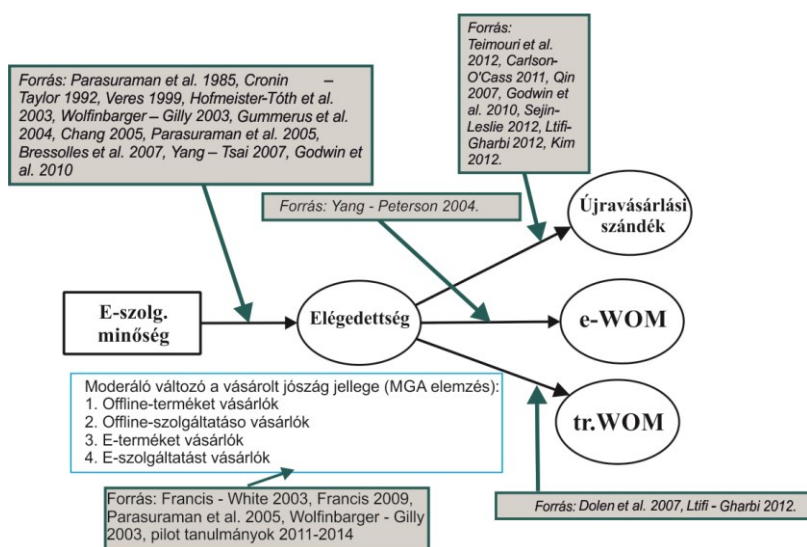 Forrás: Parasuraman et al. 1985, Cronin –
Taylor 1992, Veres 1999, Hofmeister-Tóth et al.
2003, Wolfinbarger – Gilly 2003, Gummerus et al.
2004, Chang 2005, Parasuraman et al. 2005,
Bressolles et al. 2007, Yang – Tsai 2007, Godwin
et al. 2010
Forrás:
Teimouri et al.
2012, Carlson-
O'Cass 2011, Qin
2007, Godwin et
al. 2010, Sejin-
Leslie 2012, Ltifi-
Gharbi 2012, Kim
2012.
Forrás: Yang - Peterson 2004.
Újravásárlási
szándék
E-szolg.
minőség
Elégedettség
e-WOM
tr.WOM
Moderáló változó a vásárolt jószág jellege (MGA elemzés):
1. Offline-terméket vásárlók
2. Offline-szolgáltatáso vásárlók
3. E-terméket vásárlók
4. E-szolgáltatást vásárlók
Forrás: Francis - White 2003, Francis 2009,
Parasuraman et al. 2005, Wolfinbarger - Gilly
2003, pilot tanulmányok 2011-2014
Forrás: Dolen et al. 2007, Ltifi - Gharbi 2012.